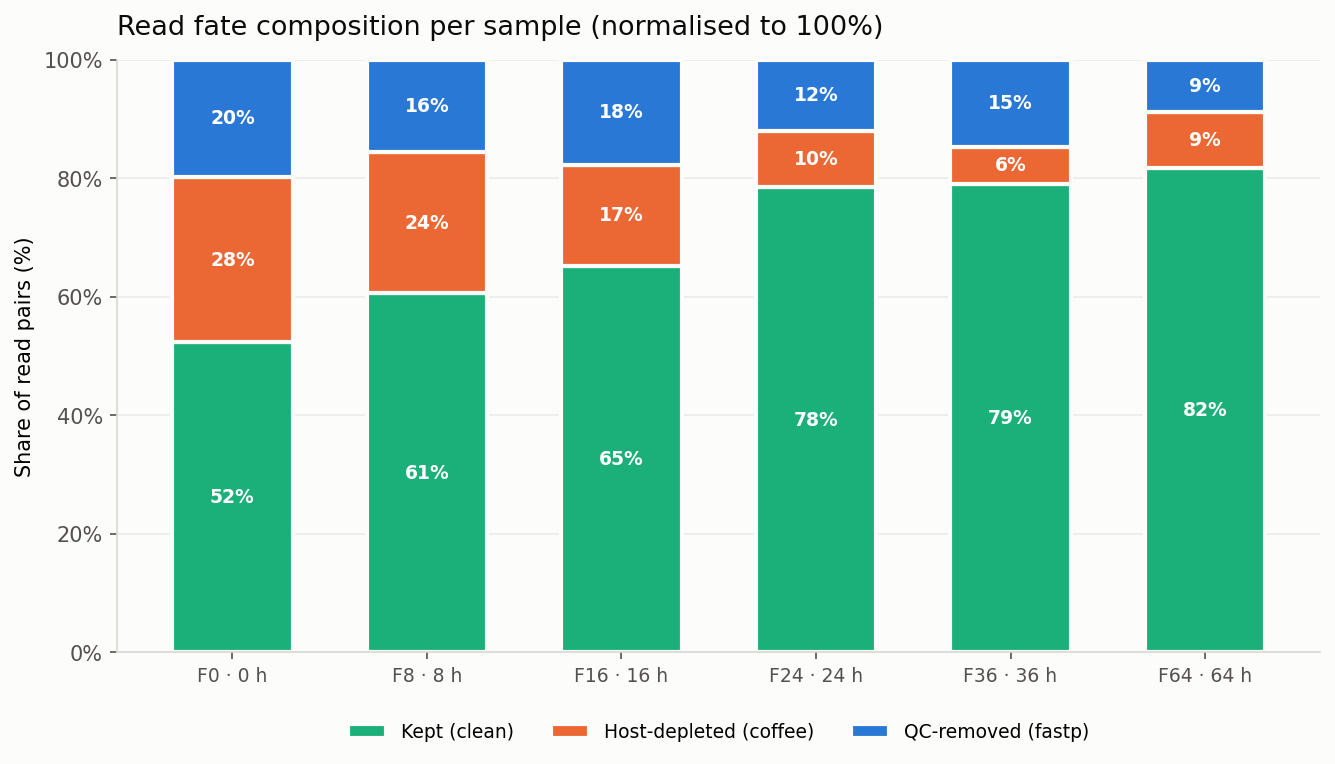 Read fate composition per sample (normalised to 100%)
Share of read pairs (%)
100%
80%
60%
40%
20%
0%
20%
28%
52%
16%
24%
61%
18%
17%
65%
12%
10%
78%
15%
6%
79%
9%
9%
82%
F0 · 0 h
F8 · 8 h
F16 · 16 h
F24 · 24 h
F36 · 36 h
F64 · 64 h
Kept (clean)
Host-depleted (coffee)
QC-removed (fastp)